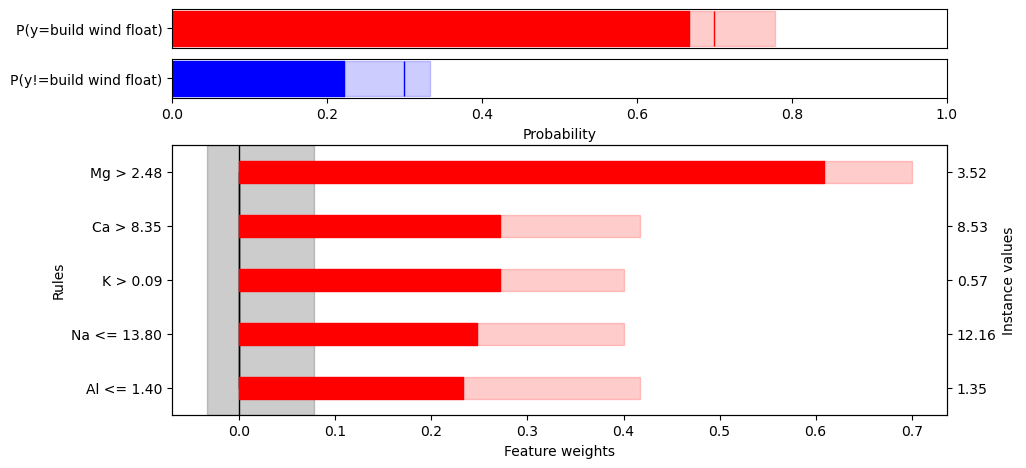 P(y=build wind float)
P(y!=build wind float)
0.0 0.2 0.4 0.6 0.8 1.0
Probability
Mg > 2.48 3.52
Ca > 8.35 8.53
K > 0.09 0.57
Na <= 13.80 12.16
Al <= 1.40 1.35
Rules
Instance values
0.0 0.1 0.2 0.3 0.4 0.5 0.6 0.7
Feature weights